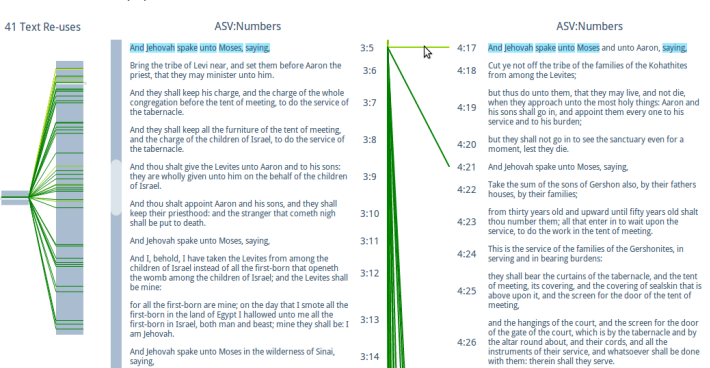 41 Text Re-uses
ASV:Numbers
And Jehovah spake unto Moses, saying,
3:5
Bring the tribe of Levi near, and set them before Aaron the
priest, that they may minister unto him.
3:6
And they shall keep his charge, and the charge of the whole
congregation before the tent of meeting, to do the service of
the tabernacle.
3:7
And they shall keep all the furniture of the tent of meeting,
and the charge of the children of Israel, to do the service of
the tabernacle.
3:8
And thou shalt give the Levites unto Aaron and to his sons:
they are wholly given unto him on the behalf of the children
of Israel.
3:9
And thou shalt appoint Aaron and his sons, and they shall
keep their priesthood: and the stranger that cometh nigh
shall be put to death.
3:10
And Jehovah spake unto Moses, saying,
3:11
And I, behold, I have taken the Levites from among the
children of Israel instead of all the first-born that openeth
the womb among the children of Israel; and the Levites shall
be mine:
3:12
for all the first-born are mine; on the day that I smote all the
first-born in the land of Egypt I hallowed unto me all the
first-born in Israel, both man and beast; mine they shall be: I
am Jehovah.
3:13
And Jehovah spake unto Moses in the wilderness of Sinai,
saying,
3:14
ASV:Numbers
4:17
And Jehovah spake unto Moses and unto Aaron, saying,
4:18
Cut ye not off the tribe of the families of the Kohathites
from among the Levites;
4:19
but thus do unto them, that they may live, and not die,
when they approach unto the most holy things: Aaron and
his sons shall go in, and appoint them every one to his
service and to his burden;
4:20
but they shall not go in to see the sanctuary even for a
moment, lest they die.
4:21
And Jehovah spake unto Moses, saying,
4:22
Take the sum of the sons of Gershon also, by their fathers
houses, by their families;
4:23
from thirty years old and upward until fifty years old shalt
thou number them; all that enter in to wait upon the
service, to do the work in the tent of meeting.
4:24
This is the service of the families of the Gershonites, in
serving and in bearing burdens:
4:25
they shall bear the curtains of the tabernacle, and the tent
of meeting, its covering, and the covering of sealskin that is
above upon it, and the screen for the door of the tent of
meeting,
4:26
and the hangings of the court, and the screen for the door
of the gate of the court, which is by the tabernacle and by
the altar round about, and their cords, and all the
instruments of their service, and whatsoever shall be done
with them: therein shall they serve.